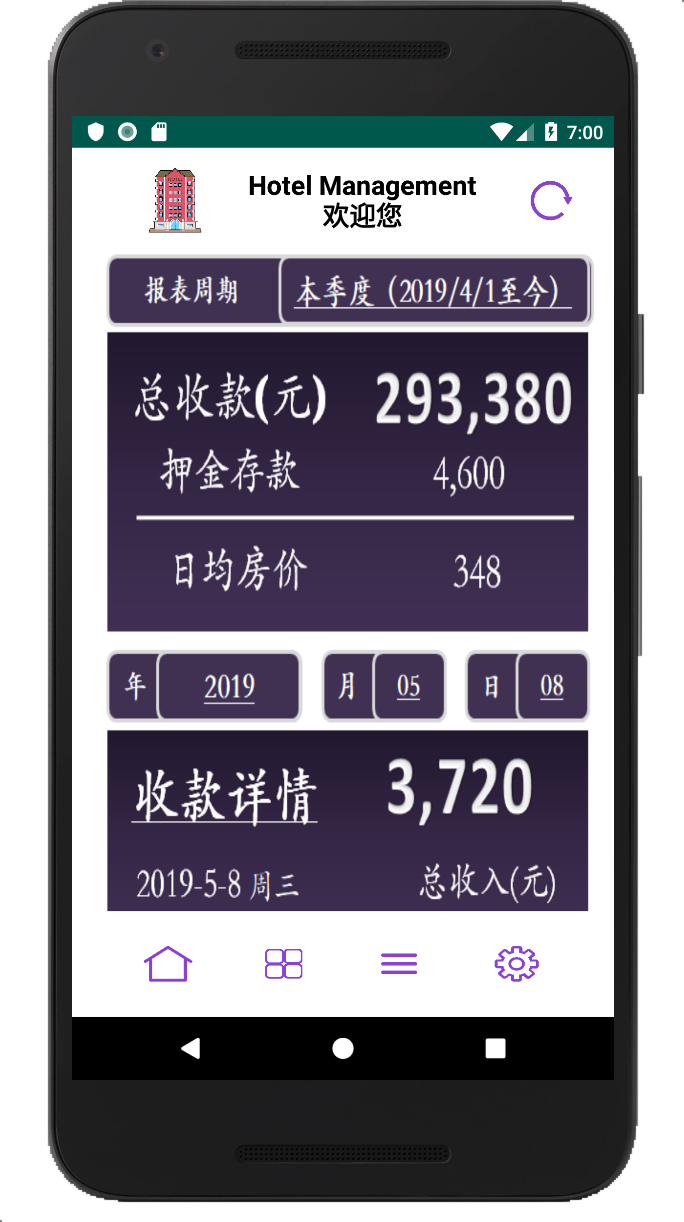 7:00
Hotel Management
欢迎您
报表周期 本季度（2019/4/1至今）
总收款(元) 293,380
押金存款 4,600
日均房价 348
年 2019 月 05 日 08
收款详情 3,720
2019-5-8 周三 总收入(元)